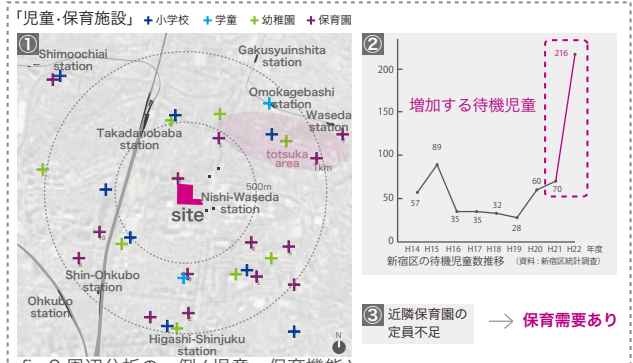 「児童・保育施設」 小学校 学童 幼稚園 保育園
①
Shimoochiai
station
Gakusyuinshita
station
Omokagebashi
station
Waseda
station
Takadanobaba
station
totsuka
area
1km
500m
Nishi-Waseda
station
site
Shin-Ohkubo
station
Ohkubo
station
Higashi-Shinjuku
station
N
②
200
150
100
50
0
216
増加する待機児童
89
57
35
35
32
28
60
70
H14 H15 H16 H17 H18 H19 H20 H21 H22 年度
新宿区の待機児童数推移 (資料:新宿区統計調査)
③ 近隣保育園の
定員不足
→ 保育需要あり